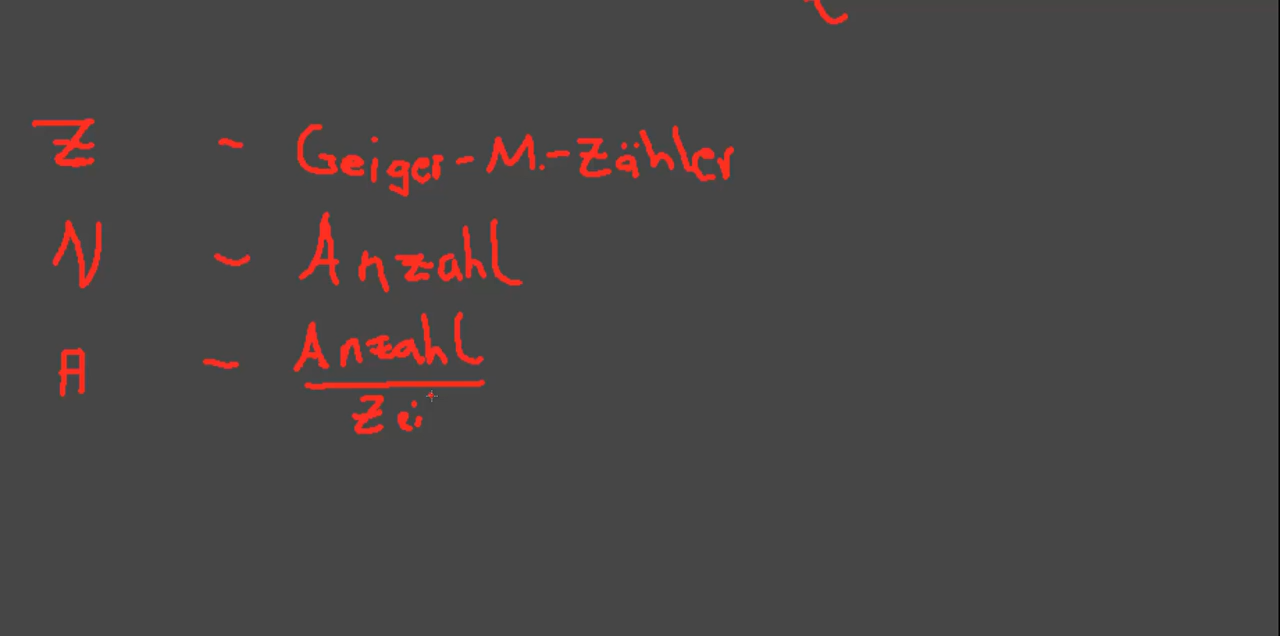 Z - Geiger-M.-Zähler
N - Anzahl
A - Anzahl
Zei